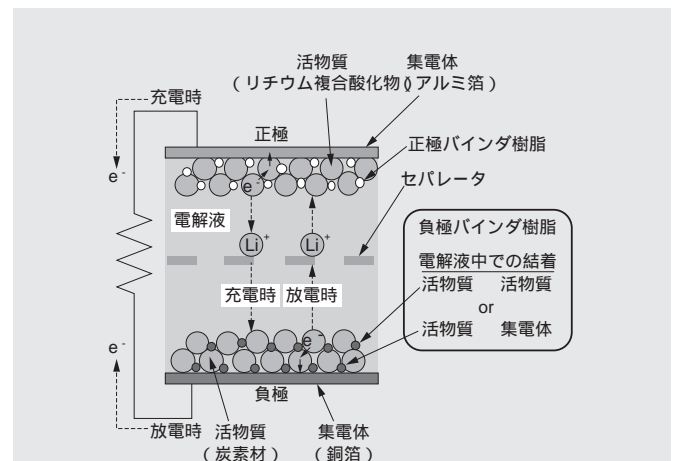 活物質
（リチウム複合酸化物）
集電体
（アルミ箔）
充電時
正極
正極バインダ樹脂
e⁻
e⁻
セパレータ
電解液
Li⁺
Li⁺
負極バインダ樹脂
電解液中での結着
活物質 活物質
or
活物質 集電体
充電時
放電時
e⁻
e⁻
負極
放電時
活物質
（炭素材）
集電体
（銅箔）